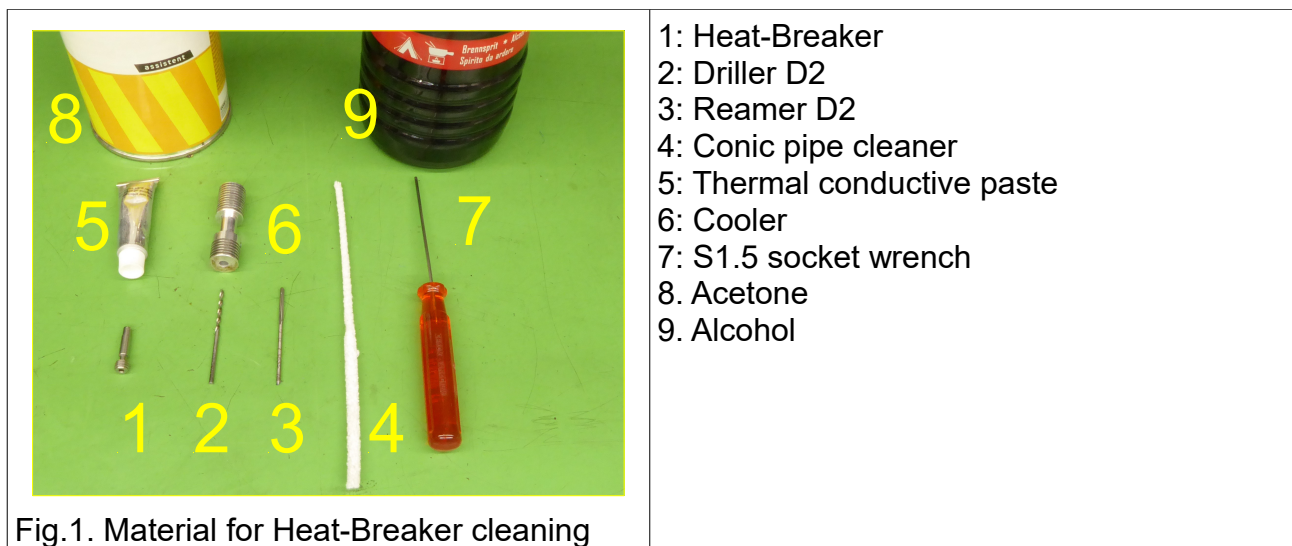 assistent
Brennsprit • Al
Spirito da ardere
8
9
5
6
7
1
2
3
4
Fig.1. Material for Heat-Breaker cleaning
1: Heat-Breaker
2: Driller D2
3: Reamer D2
4: Conic pipe cleaner
5: Thermal conductive paste
6: Cooler
7: S1.5 socket wrench
8. Acetone
9. Alcohol